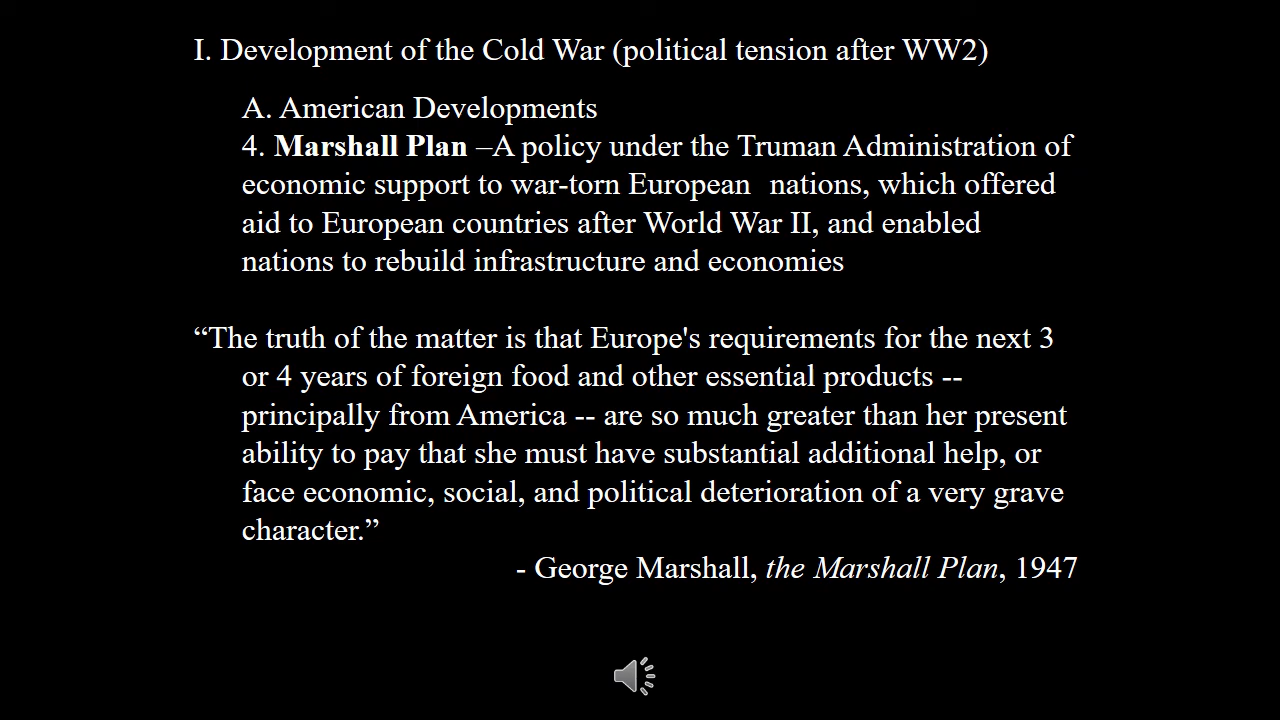 I. Development of the Cold War (political tension after WW2)
A. American Developments
4. Marshall Plan –A policy under the Truman Administration of
economic support to war-torn European  nations, which offered
aid to European countries after World War II, and enabled
nations to rebuild infrastructure and economies
“The truth of the matter is that Europe's requirements for the next 3
or 4 years of foreign food and other essential products --
principally from America -- are so much greater than her present
ability to pay that she must have substantial additional help, or
face economic, social, and political deterioration of a very grave
character.”
- George Marshall, the Marshall Plan, 1947